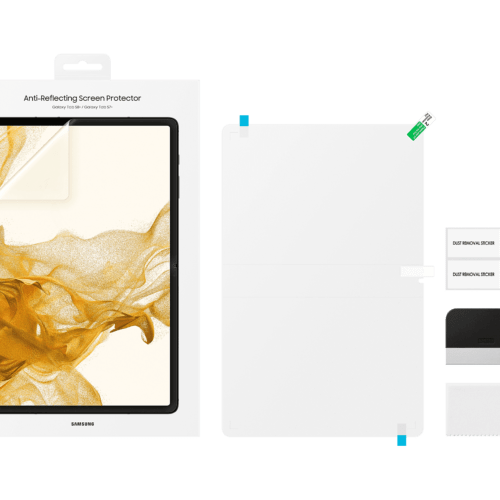 Anti-Reflecting Screen Protector
Galaxy Tab S8+ / Galaxy Tab S7+
SAMSUNG
DUST REMOVAL STICKER
DUST REMOVAL STICKER